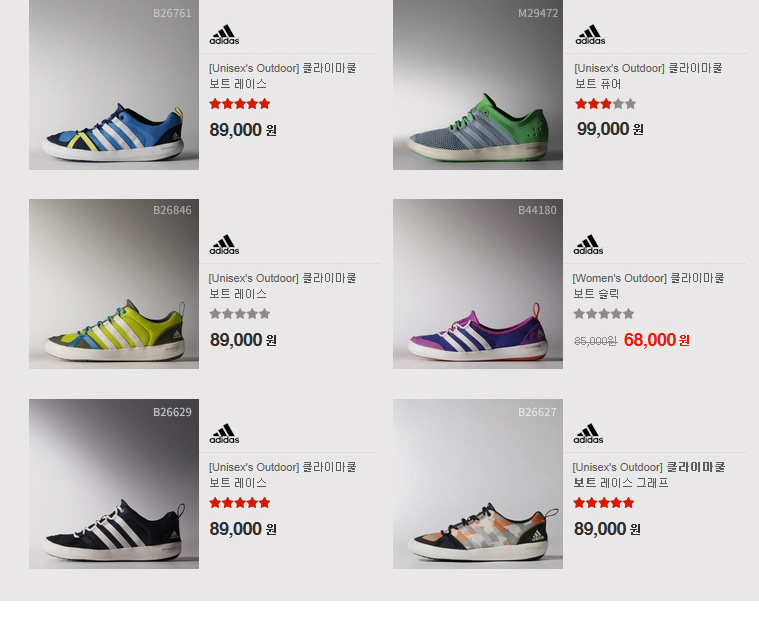 B26761
adidas
[Unisex's Outdoor] 클라이마쿨
보트 레이스
89,000 원
M29472
adidas
[Unisex's Outdoor] 클라이마쿨
보트 퓨어
99,000 원
B26846
adidas
[Unisex's Outdoor] 클라이마쿨
보트 레이스
89,000 원
B44180
adidas
[Women's Outdoor] 클라이마쿨
보트 슬릭
85,000원 68,000 원
B26629
adidas
[Unisex's Outdoor] 클라이마쿨
보트 레이스
89,000 원
B26627
adidas
[Unisex's Outdoor] 클라이마쿨
보트 레이스 그래프
89,000 원